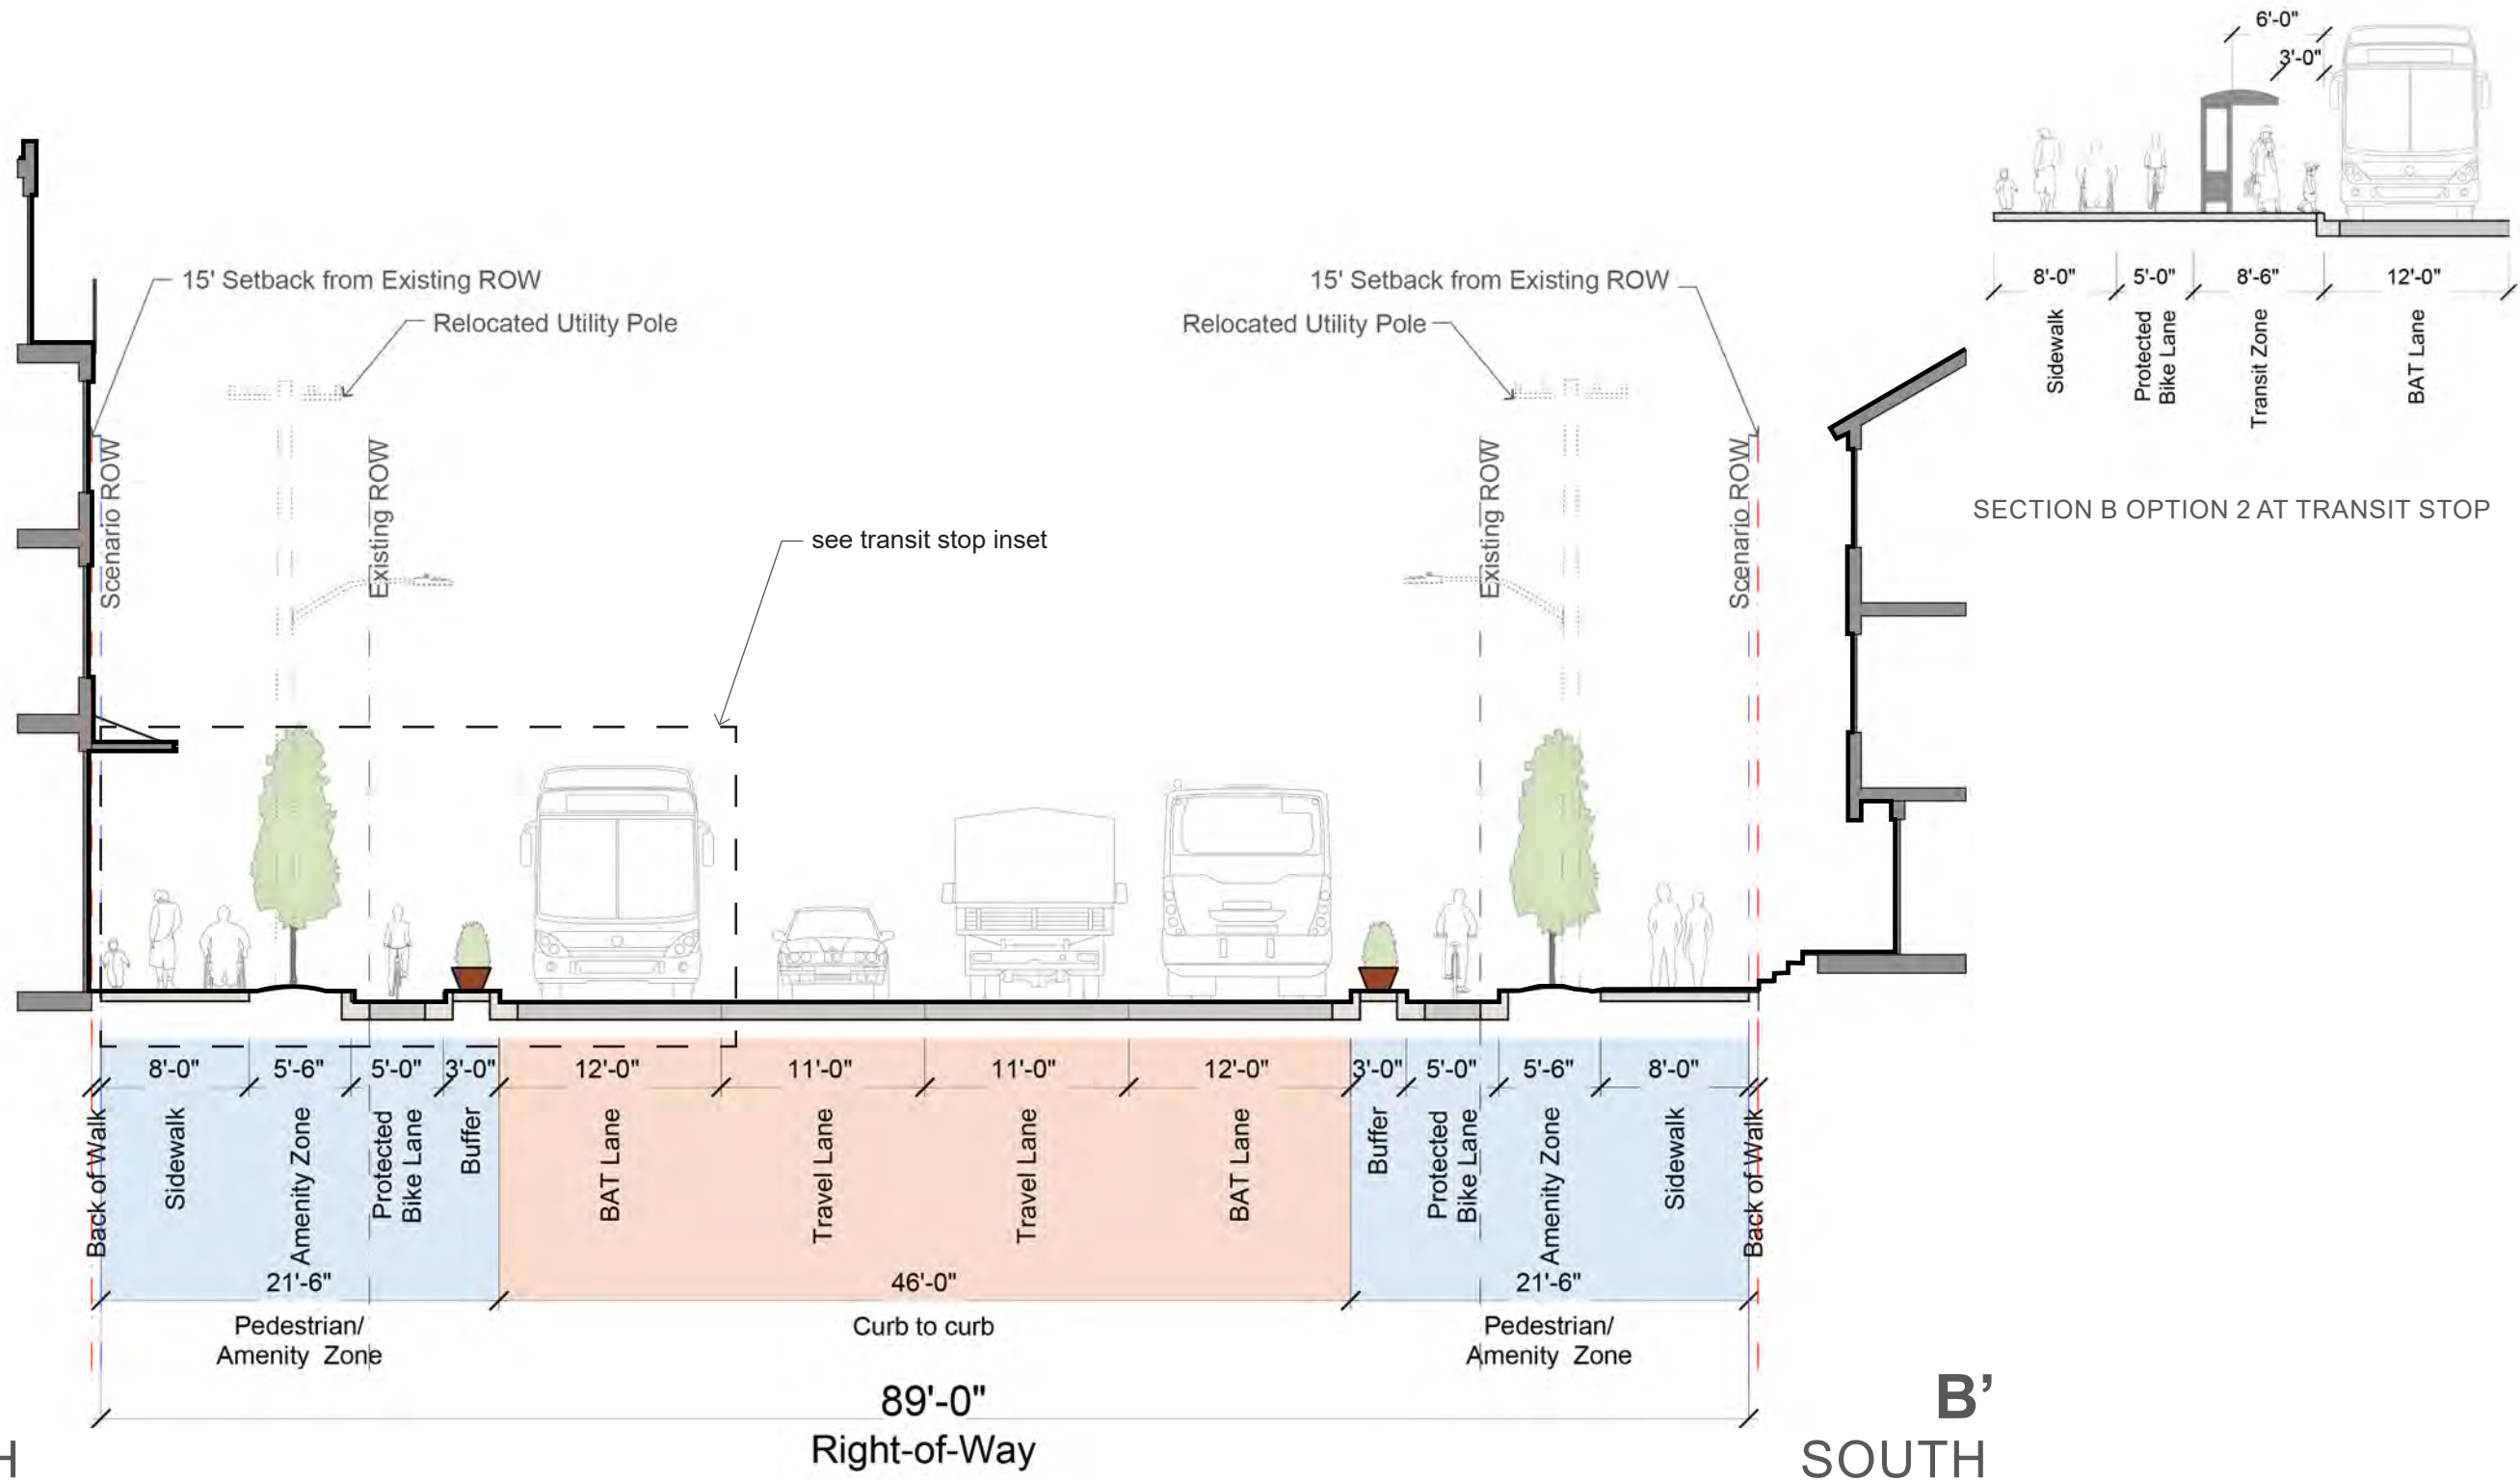 6'-0"
3'-0"
15' Setback from Existing ROW
Relocated Utility Pole
15' Setback from Existing ROW
Relocated Utility Pole
8'-0"
5'-0"
8'-6"
12'-0"
Sidewalk
Protected
Bike Lane
Transit Zone
BAT Lane
SECTION B OPTION 2 AT TRANSIT STOP
Scenario ROW
Existing ROW
see transit stop inset
Existing ROW
Scenario ROW
8'-0"
5'-6"
5'-0"
3'-0"
12'-0"
11'-0"
11'-0"
12'-0"
3'-0"
5'-0"
5'-6"
8'-0"
Back of Walk
Sidewalk
Amenity Zone
Protected
Bike Lane
Buffer
BAT Lane
Travel Lane
Travel Lane
BAT Lane
Buffer
Protected
Bike Lane
Amenity Zone
Sidewalk
Back of Walk
21'-6"
46'-0"
21'-6"
Pedestrian/
Amenity Zone
Curb to curb
Pedestrian/
Amenity Zone
89'-0"
Right-of-Way
B’
SOUTH
H